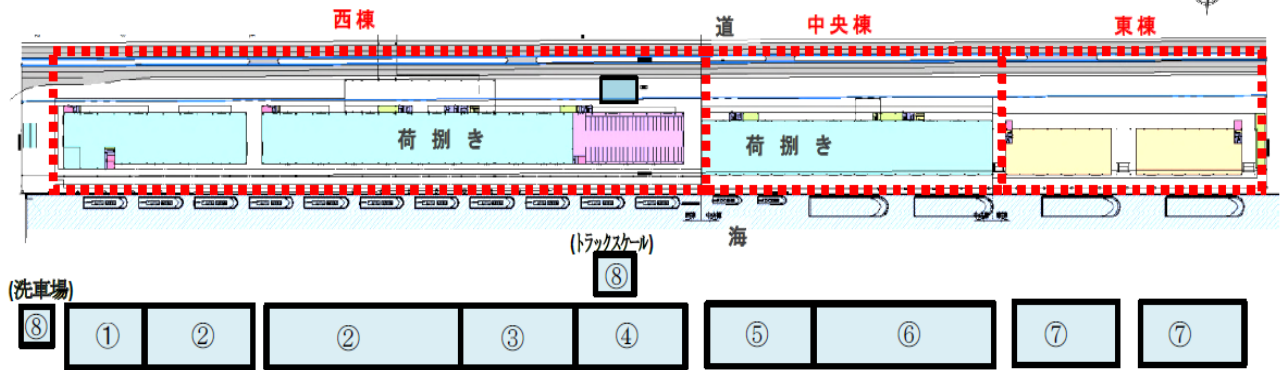 西棟
道
中央棟
東棟
荷捌き
荷捌き
海
(トラックスケール)
⑧
(洗車場)
⑧
①
②
②
③
④
⑤
⑥
⑦
⑦